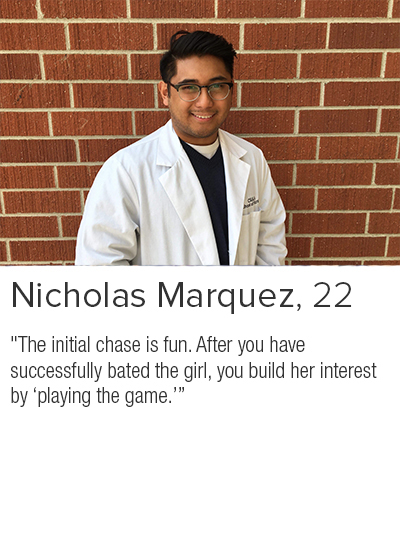 Nicholas Marquez, 22
"The initial chase is fun. After you have
successfully bated the girl, you build her interest
by ‘playing the game.’”